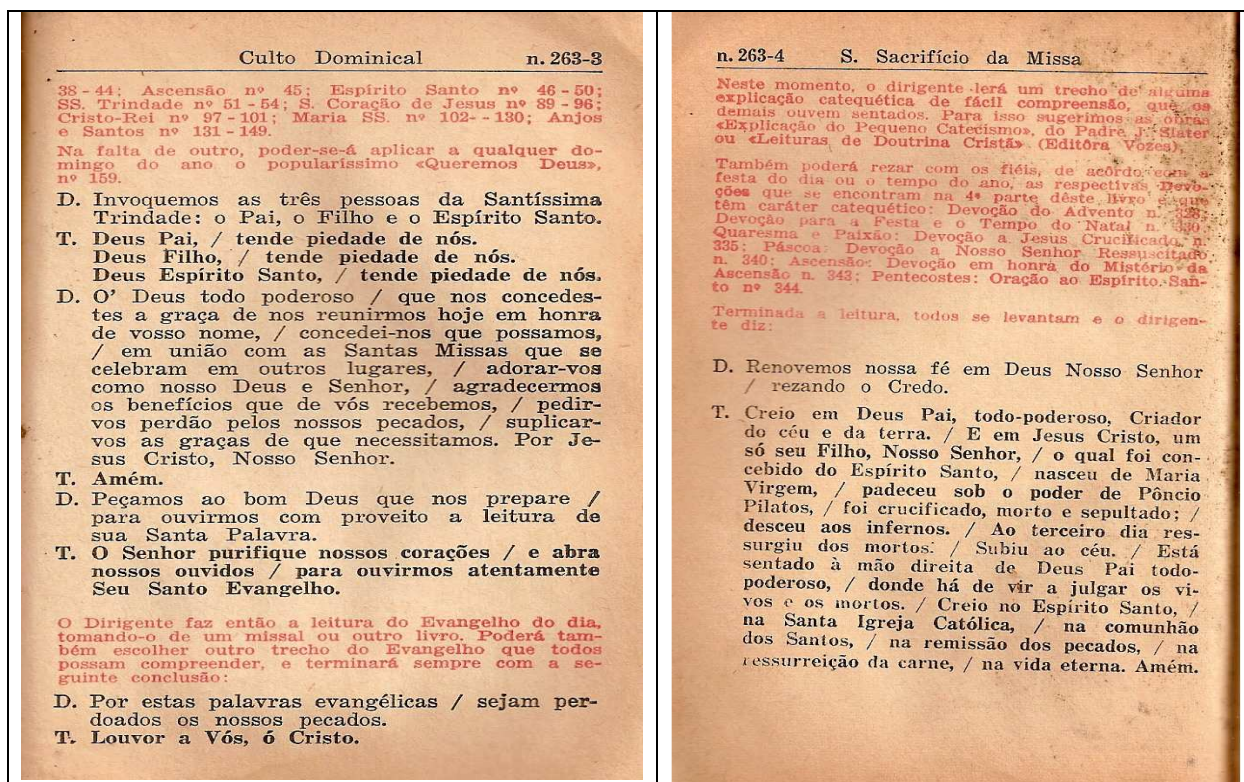 Culto Dominical n. 263-3
38 - 44; Ascensão nº 45; Espírito Santo nº 46 - 50;
SS. Trindade nº 51 - 54; S. Coração de Jesus nº 89 - 96;
Cristo-Rei nº 97 - 101; Maria SS. nº 102- -130; Anjos
e Santos nº 131 - 149.
Na falta de outro, poder-se-á aplicar a qualquer do-
mingo do ano o popularíssimo «Queremos Deus»,
nº 159.
D. Invoquemos as três pessoas da Santíssima
Trindade: o Pai, o Filho e o Espírito Santo.
T. Deus Pai, / tende piedade de nós.
Deus Filho, / tende piedade de nós.
Deus Espírito Santo, / tende piedade de nós.
D. O' Deus todo poderoso / que nos concedes-
tes a graça de nos reunirmos hoje em honra
de vosso nome, / concedei-nos que possamos,
/ em união com as Santas Missas que se
celebram em outros lugares, / adorar-vos
como nosso Deus e Senhor, / agradecermos
os benefícios que de vós recebemos, / pedir-
vos perdão pelos nossos pecados, / suplicar-
vos as graças de que necessitamos. Por Je-
sus Cristo, Nosso Senhor.
T. Amém.
D. Peçamos ao bom Deus que nos prepare /
para ouvirmos com proveito a leitura de
sua Santa Palavra.
T. O Senhor purifique nossos corações / e abra
nossos ouvidos / para ouvirmos atentamente
Seu Santo Evangelho.
O Dirigente faz então a leitura do Evangelho do dia,
tomando-o de um missal ou outro livro. Poderá tam-
bém escolher outro trecho do Evangelho que todos
possam compreender, e terminará sempre com a se-
guinte conclusão:
D. Por estas palavras evangélicas / sejam per-
doados os nossos pecados.
T. Louvor a Vós, ó Cristo.
n. 263-4 S. Sacrifício da Missa
Neste momento, o dirigente lerá um trecho de alguma
explicação catequética de fácil compreensão, que os
demais ouvem sentados. Para isso sugerimos as obras
«Explicação do Pequeno Catecismo», do Padre J. Slater
ou «Leituras de Doutrina Cristã» (Editôra Vozes).
Também poderá rezar com os fiéis, de acôrdo com a
festa do dia ou o tempo do ano, as respectivas Devo-
ções que se encontram na 4ª parte dêste livro e que
têm caráter catequético: Devoção do Advento n. 328;
Devoção para a Festa e o Tempo do Natal n. 330;
Quaresma e Paixão: Devoção a Jesus Crucificado, n.
335; Páscoa: Devoção a Nosso Senhor Ressuscitado
n. 340; Ascensão: Devoção em honra do Mistério da
Ascensão n. 343; Pentecostes: Oração ao Espírito San-
to nº 344.
Terminada a leitura, todos se levantam e o dirigen-
te diz:
D. Renovemos nossa fé em Deus Nosso Senhor
/ rezando o Credo.
T. Creio em Deus Pai, todo-poderoso, Criador
do céu e da terra. / E em Jesus Cristo, um
só seu Filho, Nosso Senhor, / o qual foi con-
cebido do Espírito Santo, / nasceu de Maria
Virgem, / padeceu sob o poder de Pôncio
Pilatos, / foi crucificado, morto e sepultado; /
desceu aos infernos. / Ao terceiro dia res-
surgiu dos mortos. / Subiu ao céu. / Está
sentado à mão direita de Deus Pai todo-
poderoso, / donde há de vir a julgar os vi-
vos e os mortos. / Creio no Espírito Santo, /
na Santa Igreja Católica, / na comunhão
dos Santos, / na remissão dos pecados, / na
ressurreição da carne, / na vida eterna. Amém.